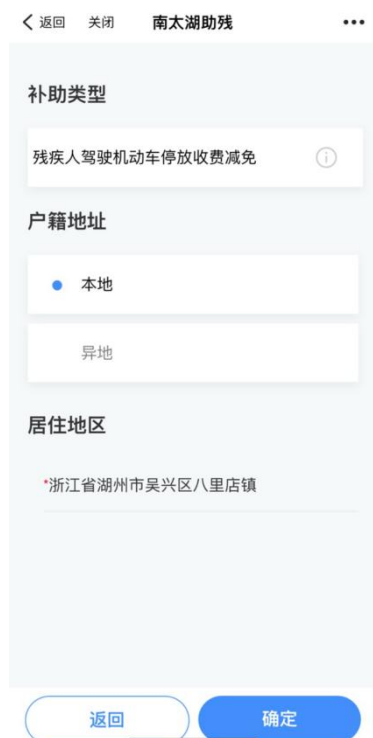 返回 关闭 南太湖助残
补助类型
残疾人驾驶机动车停放收费减免
户籍地址
本地
异地
居住地区
*浙江省湖州市吴兴区八里店镇
返回 确定